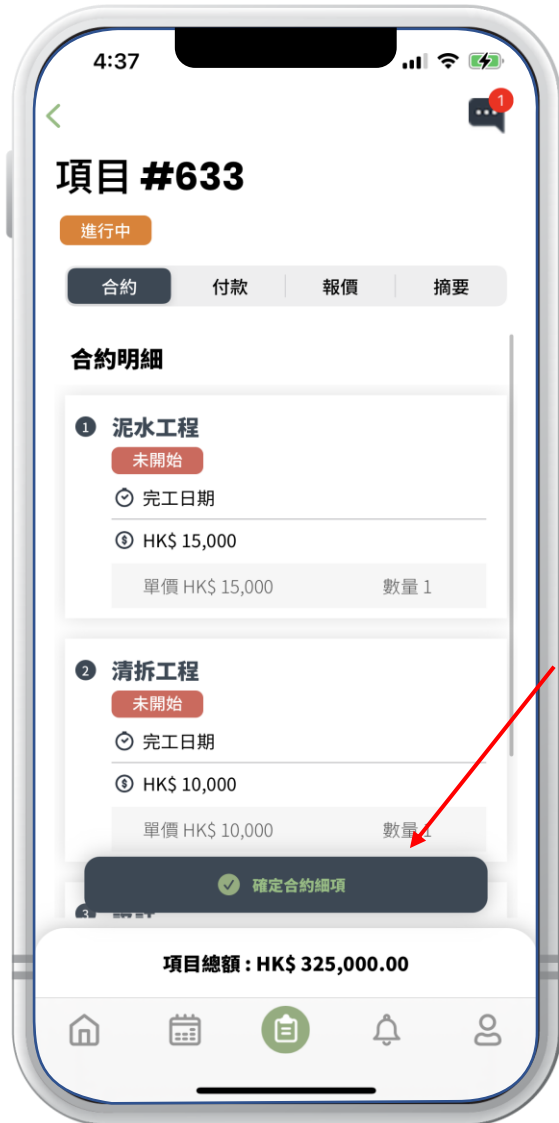 4:37
1
項目 #633
進行中
合約 付款 報價 摘要
合約明細
1 泥水工程
未開始
完工日期
HK$ 15,000
單價 HK$ 15,000 數量 1
2 清拆工程
未開始
完工日期
HK$ 10,000
單價 HK$ 10,000 數量 1
確定合約細項
3
項目總額 : HK$ 325,000.00